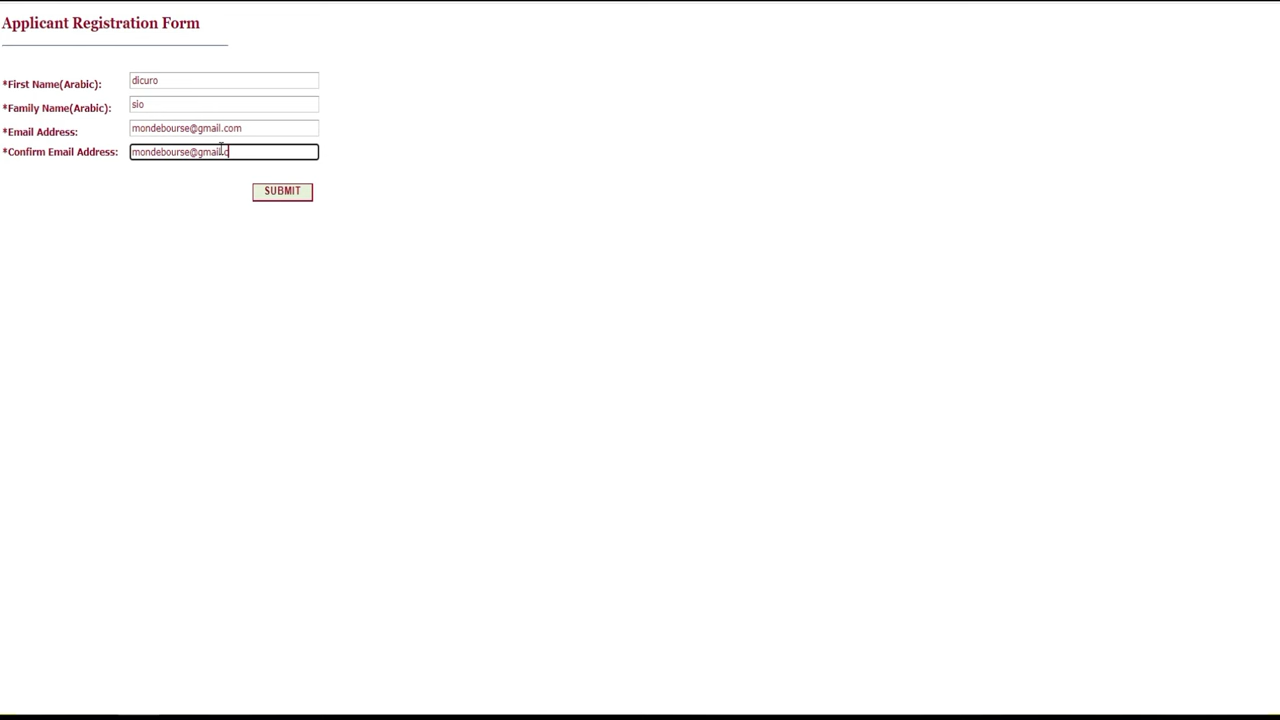 Applicant Registration Form
*First Name(Arabic): dicuro
*Family Name(Arabic): sio
*Email Address: mondebourse@gmail.com
*Confirm Email Address: mondebourse@gmail.c
SUBMIT